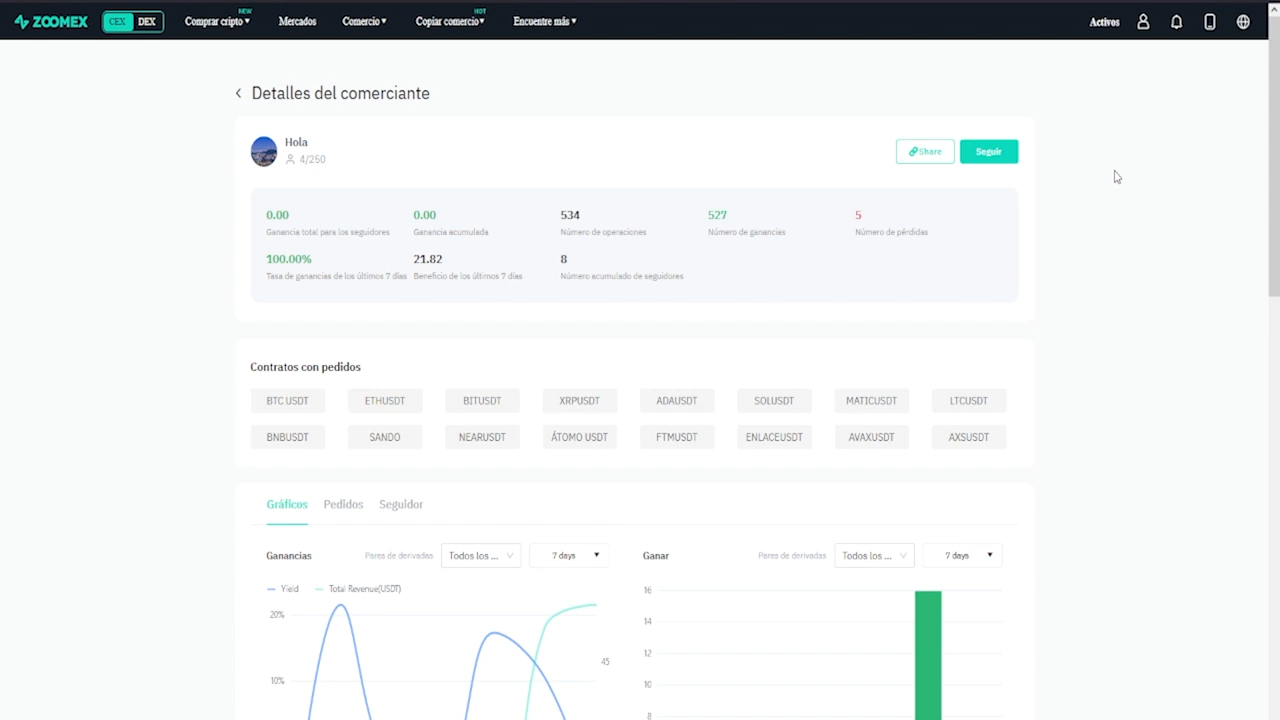 ZOOMEX CEX DEX Comprar cripto NEW Mercados Comercio Copiar comercio HOT Encuentre más Activos
Detalles del comerciante
Hola
4/250
Share Seguir
0.00 0.00 534 527 5
Ganancia total para los seguidores Ganancia acumulada Número de operaciones Número de ganancias Número de pérdidas
100.00% 21.82 8
Tasa de ganancias de los últimos 7 días Beneficio de los últimos 7 días Número acumulado de seguidores
Contratos con pedidos
BTC USDT ETHUSDT BITUSDT XRPUSDT ADAUSDT SOLUSDT MATICUSDT LTCUSDT
BNBUSDT SANDO NEARUSDT ÁTOMO USDT FTMUSDT ENLACEUSDT AVAXUSDT AXSUSDT
Gráficos Pedidos Seguidor
Ganancias Pares de derivadas Todos los ... 7 days Ganar Pares de derivadas Todos los ... 7 days
Yield Total Revenue(USDT)
20%
45
10%
16
14
12
10
8